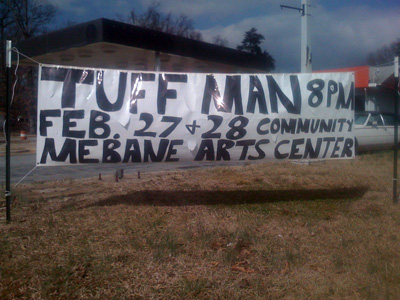 TUFF MAN 8PM
FEB. 27 & 28 COMMUNITY
MEBANE ARTS CENTER